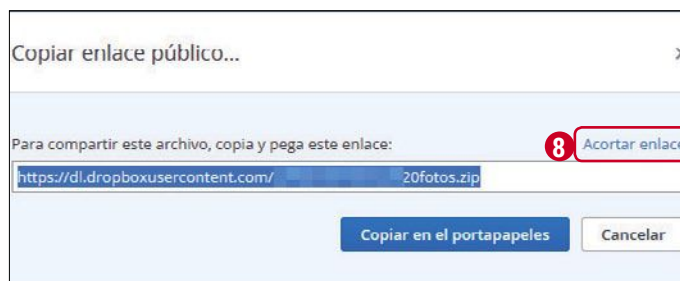 Copiar enlace público...
Para compartir este archivo, copia y pega este enlace:
8 Acortar enlace
https://dl.dropboxusercontent.com/ 20fotos.zip
Copiar en el portapapeles
Cancelar